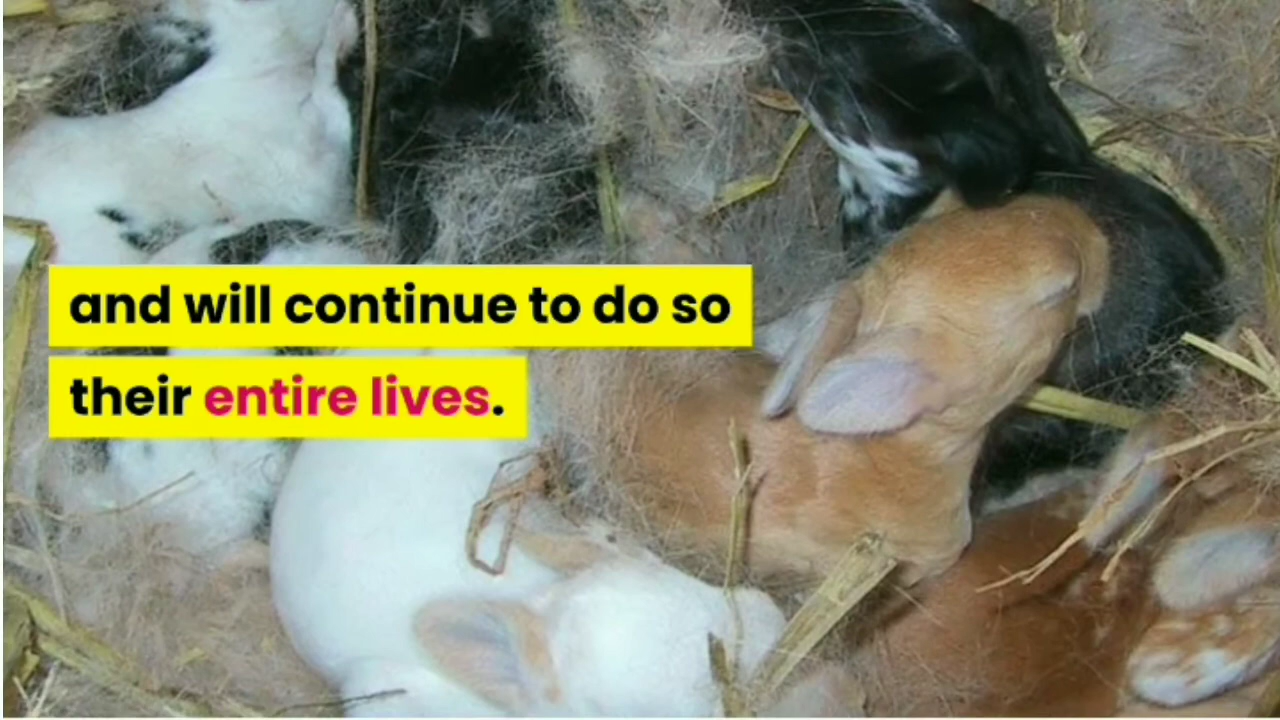 and will continue to do so
their entire lives.